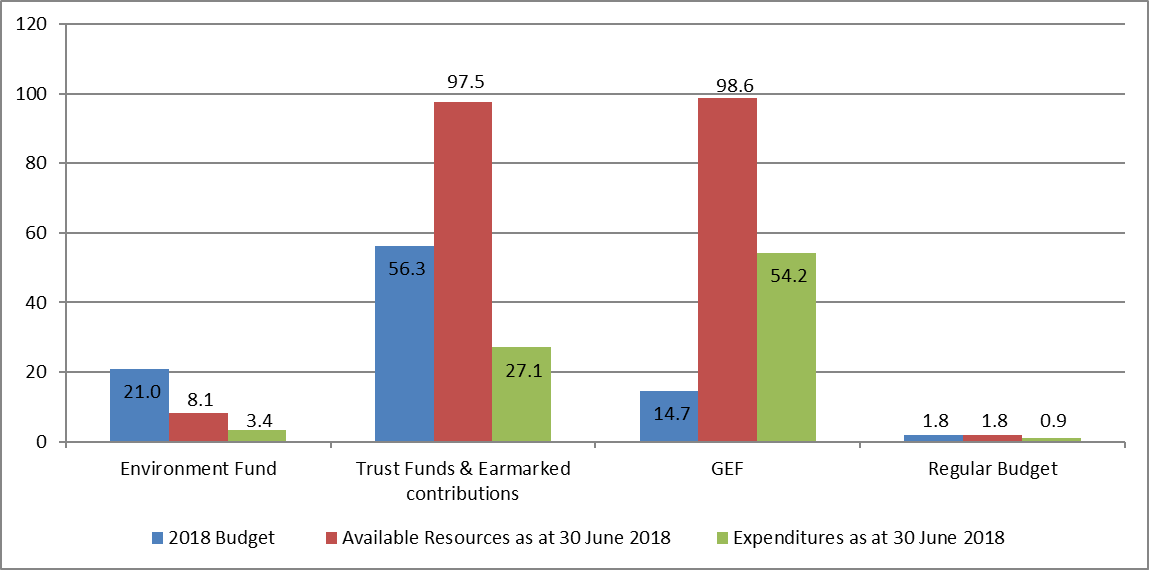 120
100
80
60
40
20
0
21.0
8.1
3.4
56.3
97.5
27.1
14.7
98.6
54.2
1.8
1.8
0.9
Environment Fund
Trust Funds & Earmarked
contributions
GEF
Regular Budget
2018 Budget
Available Resources as at 30 June 2018
Expenditures as at 30 June 2018